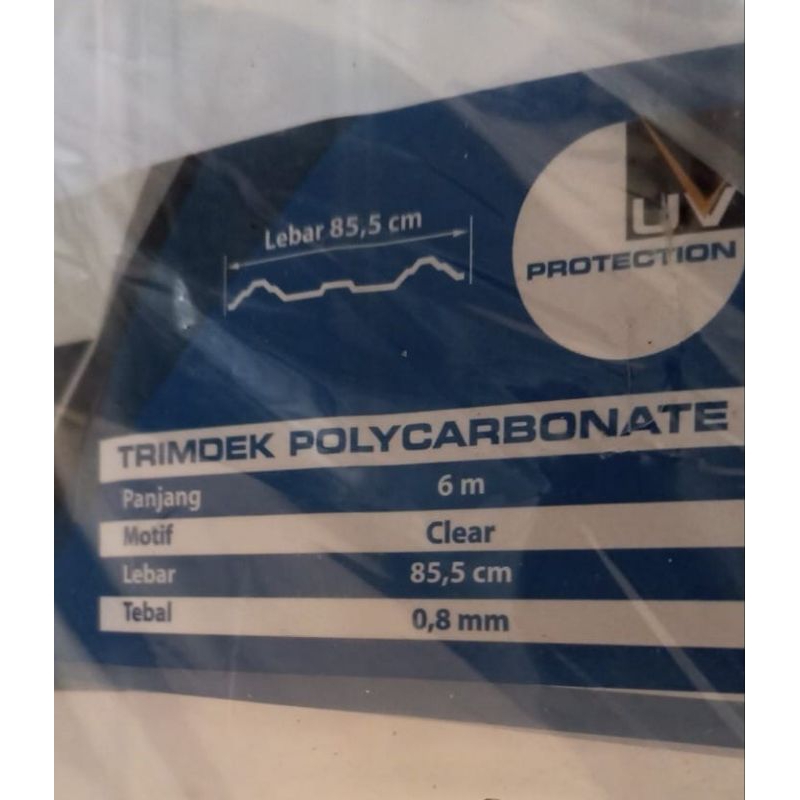 Lebar 85,5 cm
UV
PROTECTION
TRIMDEK POLYCARBONATE
Panjang 6 m
Motif Clear
Lebar 85,5 cm
Tebal 0,8 mm